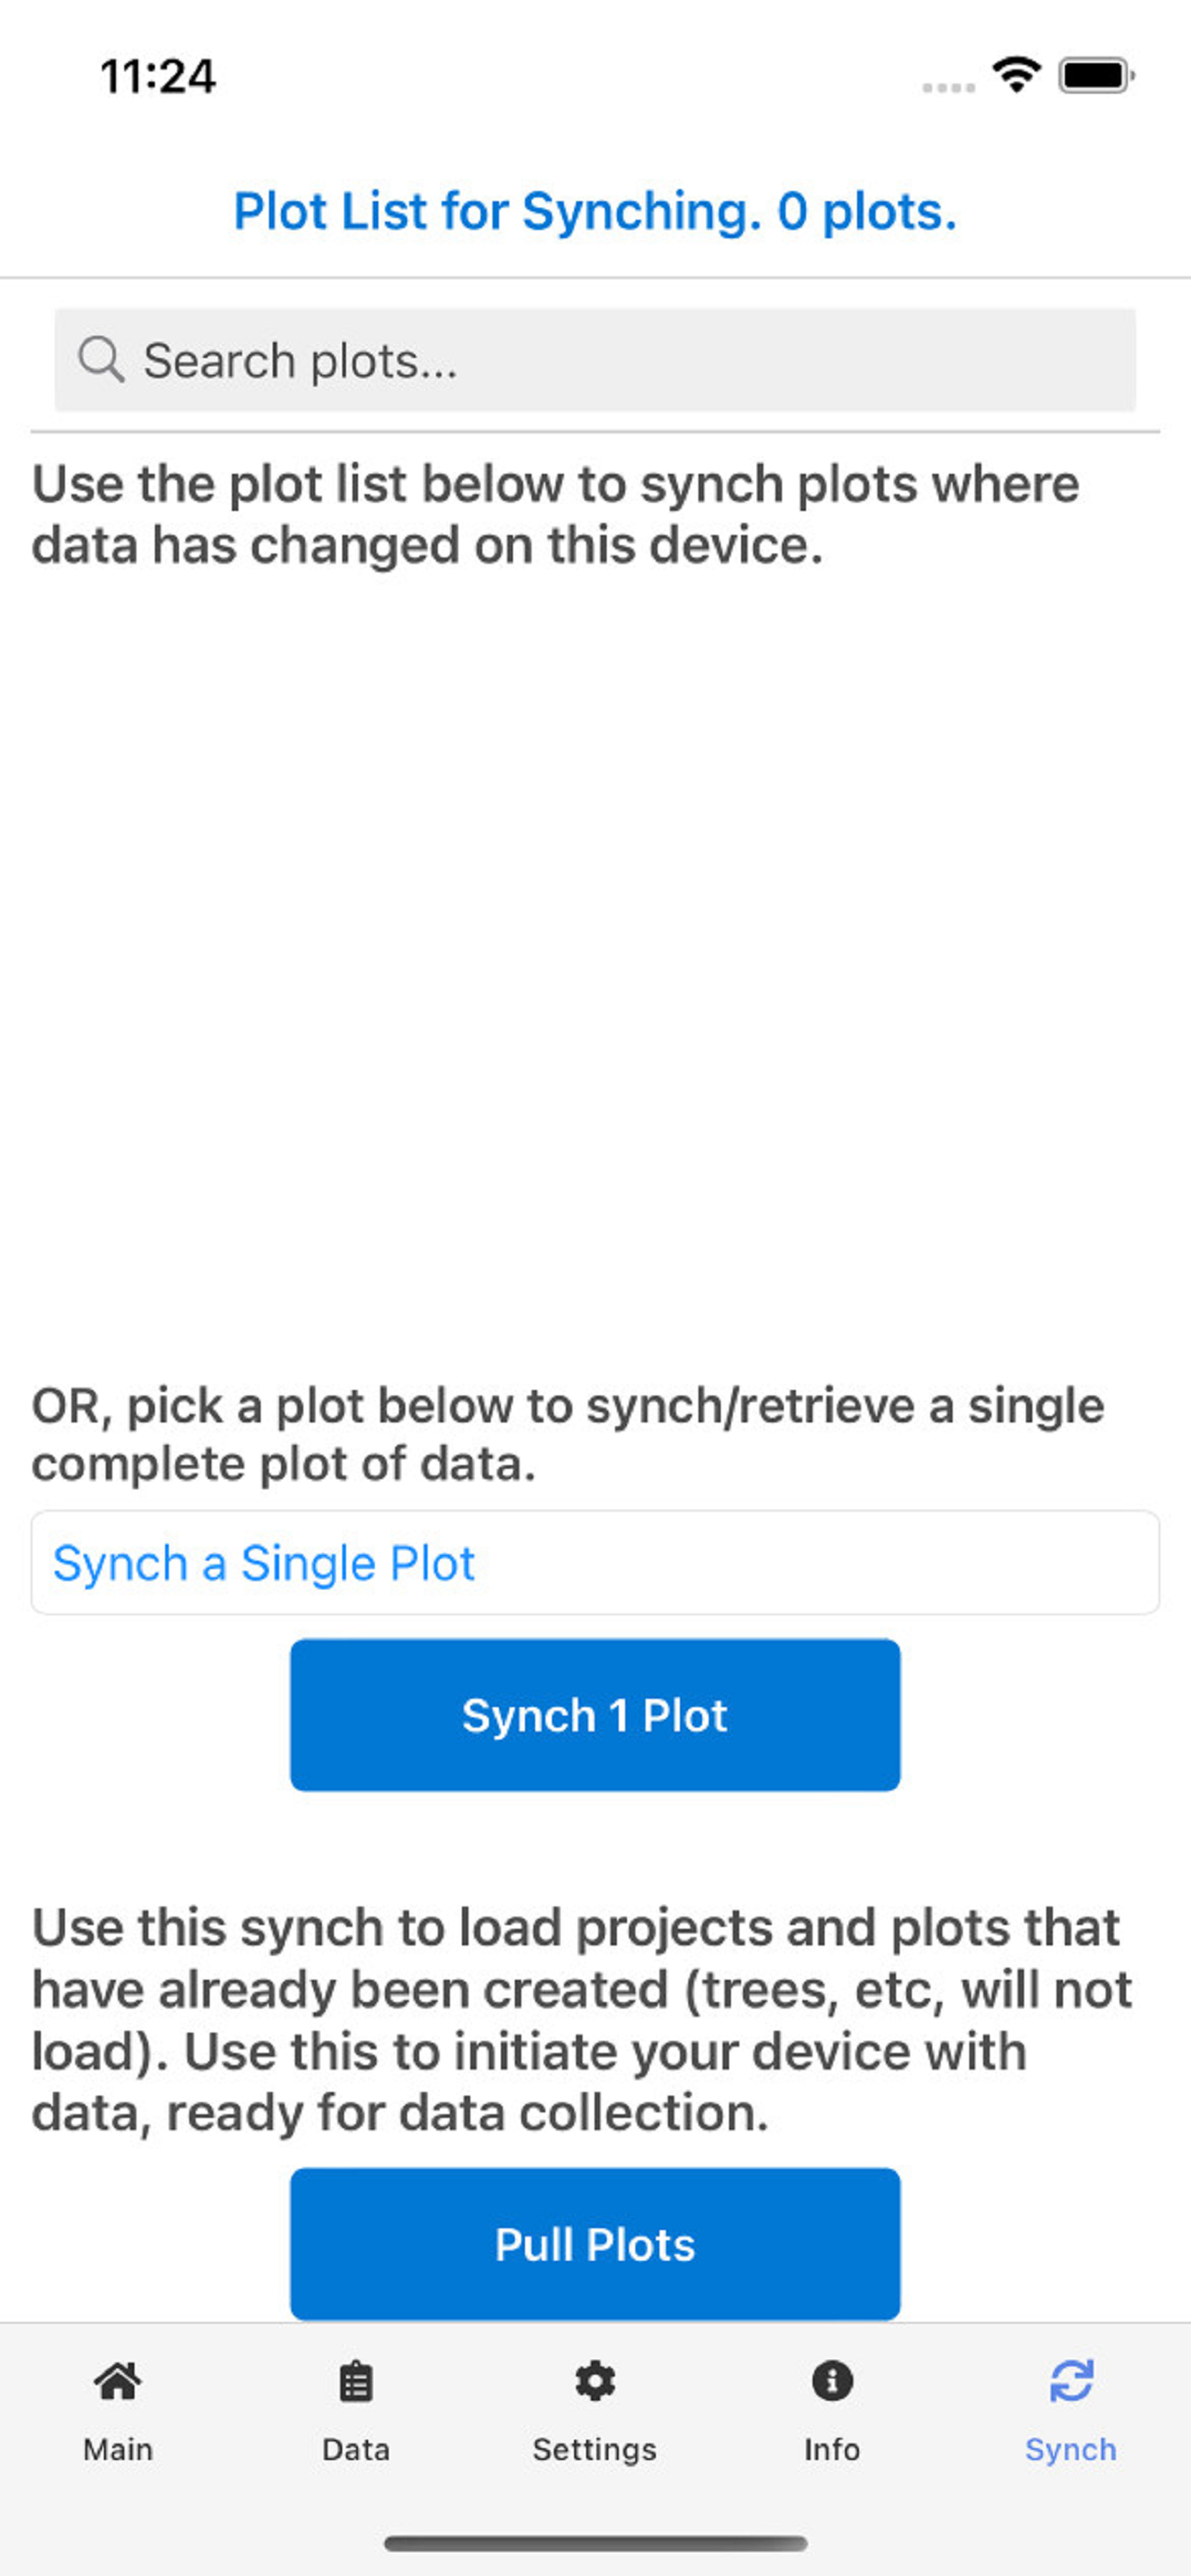 11:24
Plot List for Synching. 0 plots.
Search plots...
Use the plot list below to synch plots where
data has changed on this device.
OR, pick a plot below to synch/retrieve a single
complete plot of data.
Synch a Single Plot
Synch 1 Plot
Use this synch to load projects and plots that
have already been created (trees, etc, will not
load). Use this to initiate your device with
data, ready for data collection.
Pull Plots
Main Data Settings Info Synch